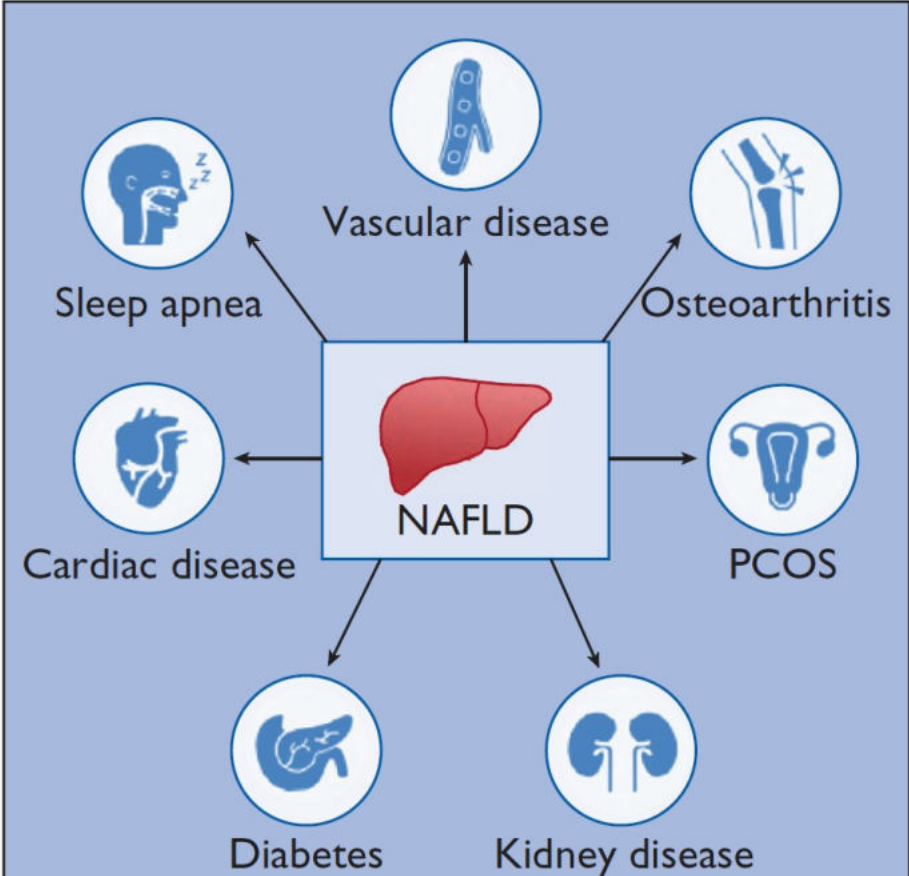 Vascular disease
Sleep apnea
z
z
z
Osteoarthritis
NAFLD
Cardiac disease
PCOS
Diabetes
Kidney disease